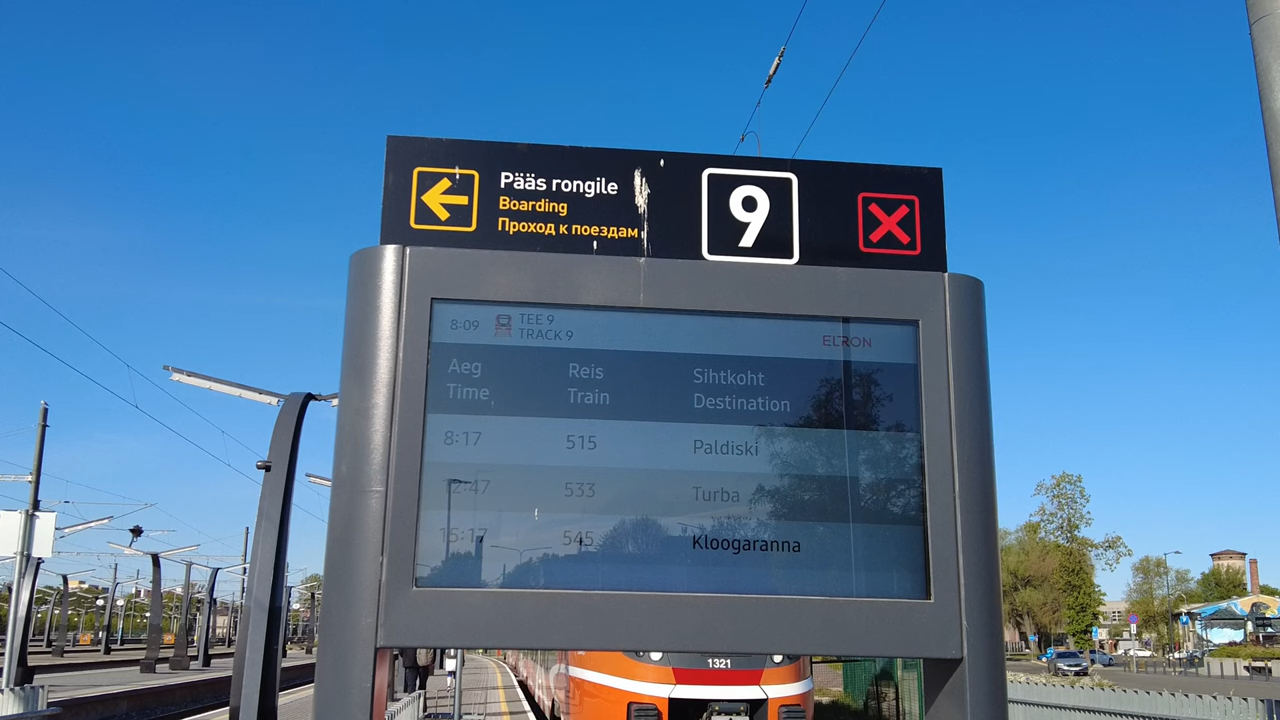 Pääs rongile
Boarding
Проход к поездам
9
8:09
TEE 9
TRACK 9
ELRON
Aeg
Time
Reis
Train
Sihtkoht
Destination
8:17 515 Paldiski
12:47 533 Turba
15:17 545 Kloogaranna
1321